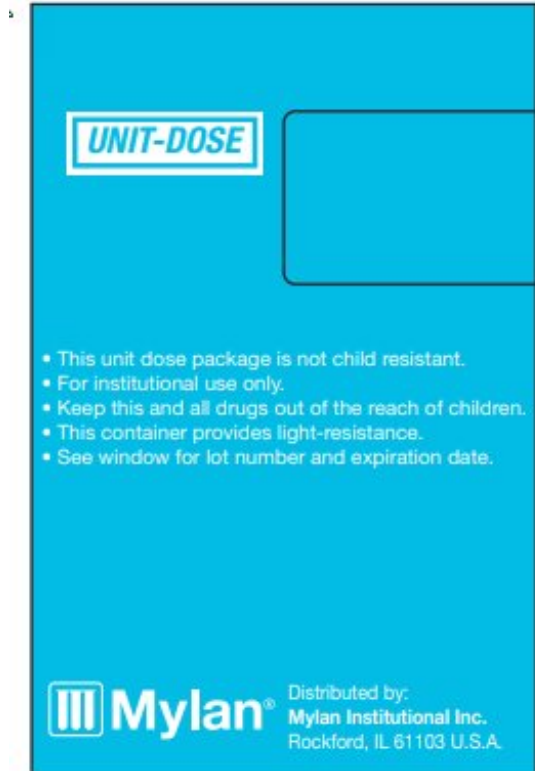 UNIT-DOSE
• This unit dose package is not child resistant.
• For institutional use only.
• Keep this and all drugs out of the reach of children.
• This container provides light-resistance.
• See window for lot number and expiration date.
Mylan®
Distributed by:
Mylan Institutional Inc.
Rockford, IL 61103 U.S.A.